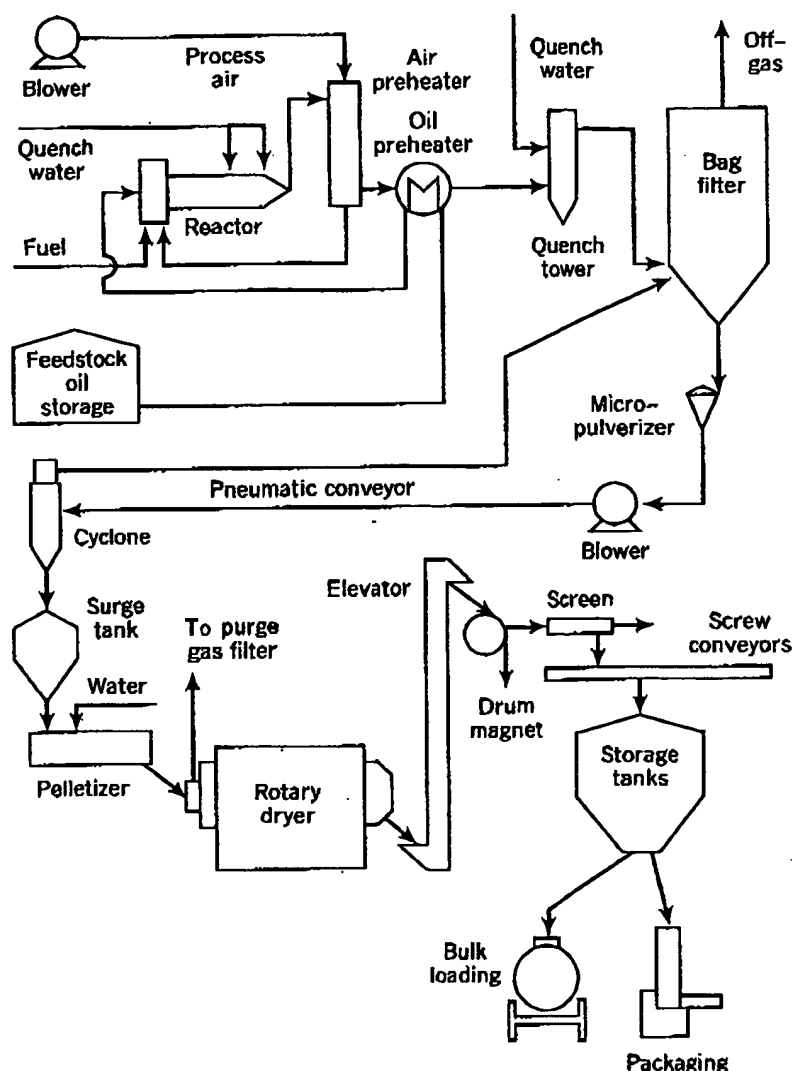 Blower
Process
air
Air
preheater
Quench
water
Off-
gas
Quench
water
Oil
preheater
Bag
filter
Reactor
Fuel
Quench
tower
Feedstock
oil
storage
Micro-
pulverizer
Pneumatic conveyor
Cyclone
Blower
Elevator
Screen
Surge
tank
To purge
gas filter
Screw
conveyors
Water
Drum
magnet
Pelletizer
Rotary
dryer
Storage
tanks
Bulk
loading
Packaging